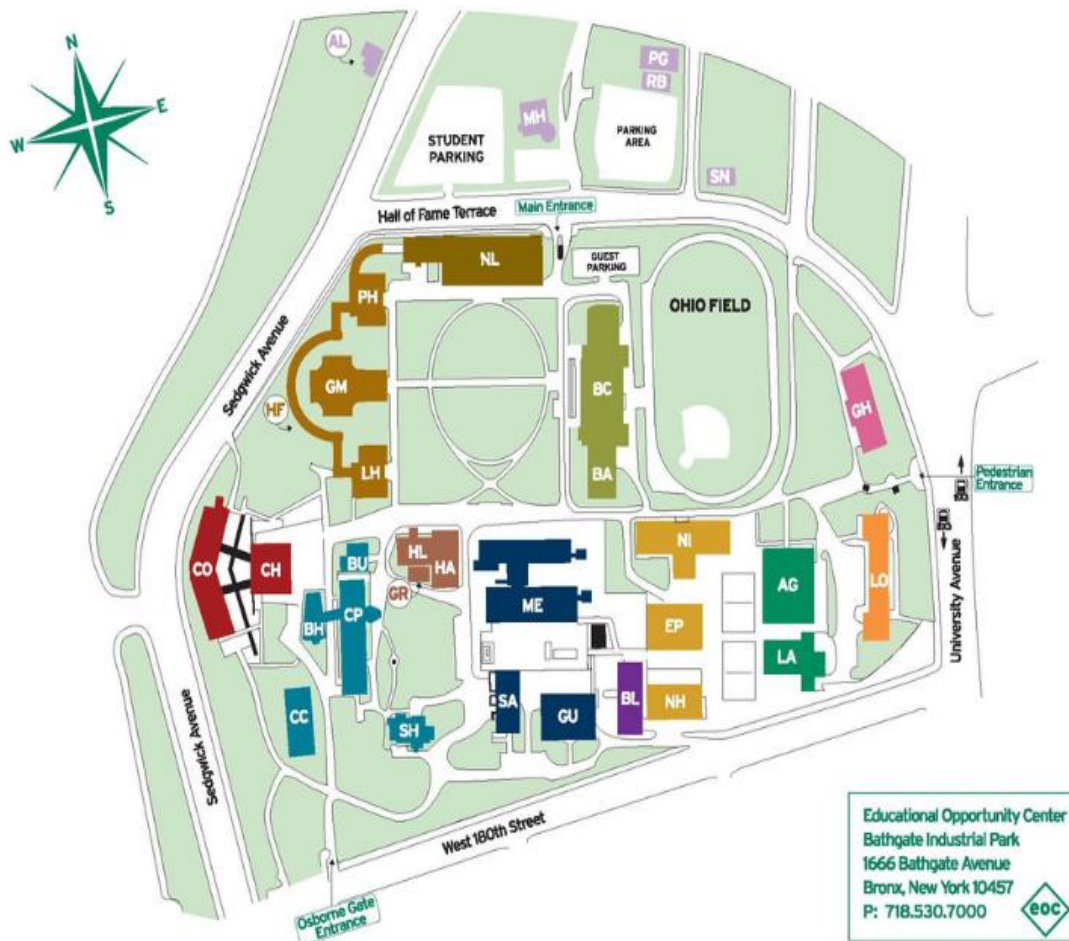 N
E
W
S
AL
PG
RB
MH
STUDENT
PARKING
PARKING
AREA
SN
Hall of Fame Terrace
Main Entrance
NL
GUEST
PARKING
PH
OHIO FIELD
Sedgwick Avenue
GM
BC
GH
HF
LH
BA
Pedestrian
Entrance
CO
CH
BU
HL
HA
NI
LO
CP
GR
ME
AG
BH
EP
University Avenue
LA
CC
SA
BL
NH
GU
SH
Sedgwick Avenue
West 180th Street
Osborne Gate
Entrance
Educational Opportunity Center
Bathgate Industrial Park
1666 Bathgate Avenue
Bronx, New York 10457
P: 718.530.7000
eoc